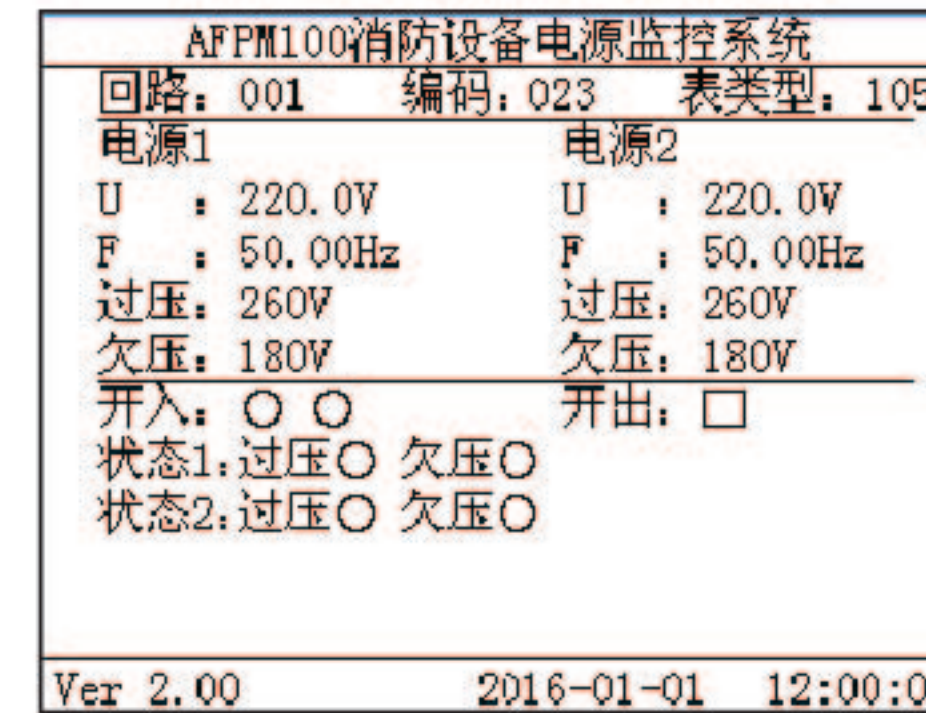 AFPM100消防设备电源监控系统
回路: 001 编码: 023 表类型: 105
电源1 电源2
U : 220.0V U : 220.0V
F : 50.00Hz F : 50.00Hz
过压: 260V 过压: 260V
欠压: 180V 欠压: 180V
开入: ○ ○ 开出: □
状态1:过压○ 欠压○
状态2:过压○ 欠压○
Ver 2.00 2016-01-01 12:00:0